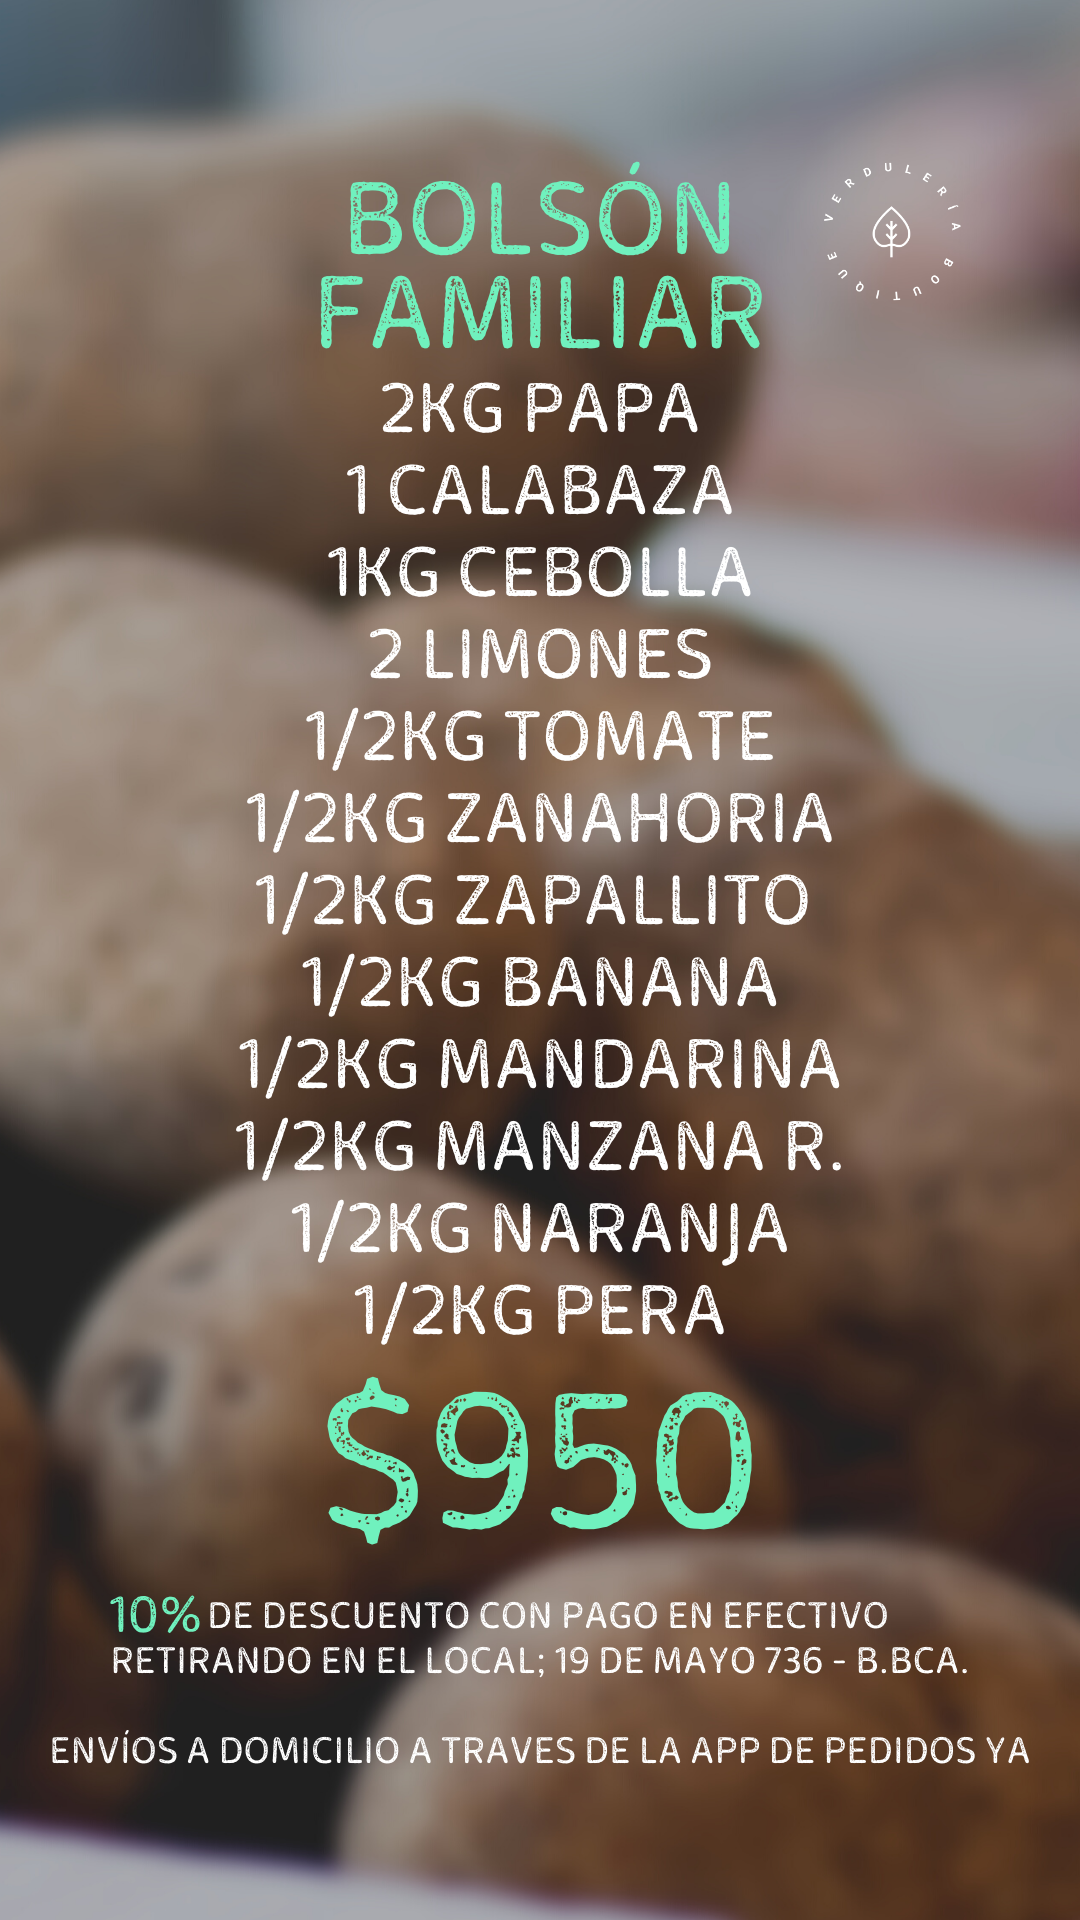 BOLSÓN
FAMILIAR
VERDULERÍA BOUTIQUE
2KG PAPA
1 CALABAZA
1KG CEBOLLA
2 LIMONES
1/2KG TOMATE
1/2KG ZANAHORIA
1/2KG ZAPALLITO
1/2KG BANANA
1/2KG MANDARINA
1/2KG MANZANA R.
1/2KG NARANJA
1/2KG PERA
$950
10% DE DESCUENTO CON PAGO EN EFECTIVO
RETIRANDO EN EL LOCAL; 19 DE MAYO 736 - B.BCA.
ENVÍOS A DOMICILIO A TRAVES DE LA APP DE PEDIDOS YA